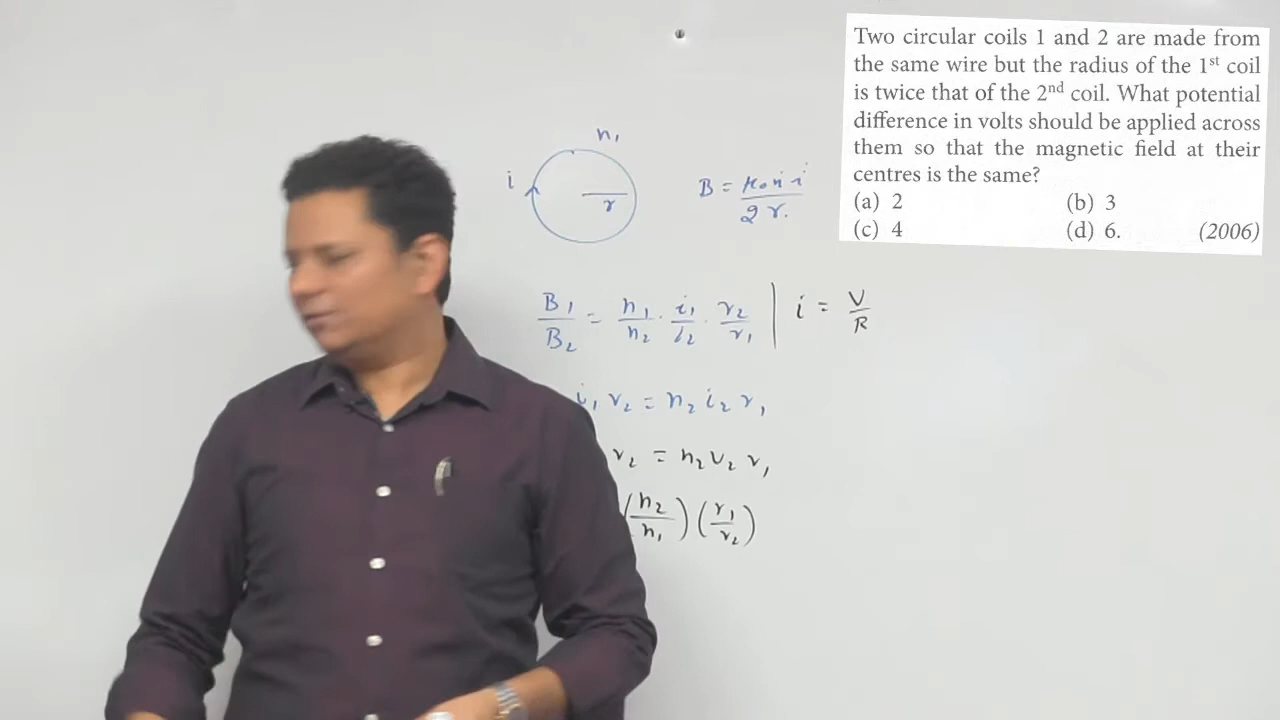 Two circular coils 1 and 2 are made from
the same wire but the radius of the 1st coil
is twice that of the 2nd coil. What potential
difference in volts should be applied across
them so that the magnetic field at their
centres is the same?
(a) 2 (b) 3
(c) 4 (d) 6. (2006)
n₁
i
r
B = μ₀ n i / 2 r.
B₁/B₂ = n₁/n₂ · i₁/i₂ · r₂/r₁ | i = V/R
i₁ r₂ = n₂ i₂ r₁
r₂ = n₂ V₂ r₁
(n₂/n₁) (r₁/r₂)